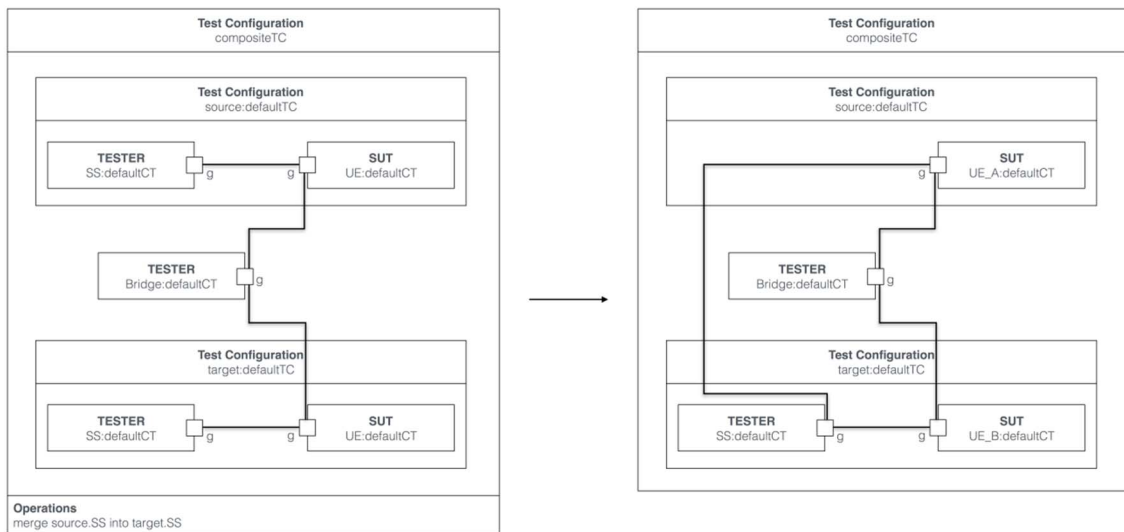 Test Configuration
compositeTC
Test Configuration
source:defaultTC
TESTER
SS:defaultCT
g
g
SUT
UE:defaultCT
TESTER
Bridge:defaultCT
g
Test Configuration
target:defaultTC
TESTER
SS:defaultCT
g
g
SUT
UE:defaultCT
Operations
merge source.SS into target.SS
Test Configuration
compositeTC
Test Configuration
source:defaultTC
g
SUT
UE_A:defaultCT
TESTER
Bridge:defaultCT
g
Test Configuration
target:defaultTC
TESTER
SS:defaultCT
g
g
SUT
UE_B:defaultCT